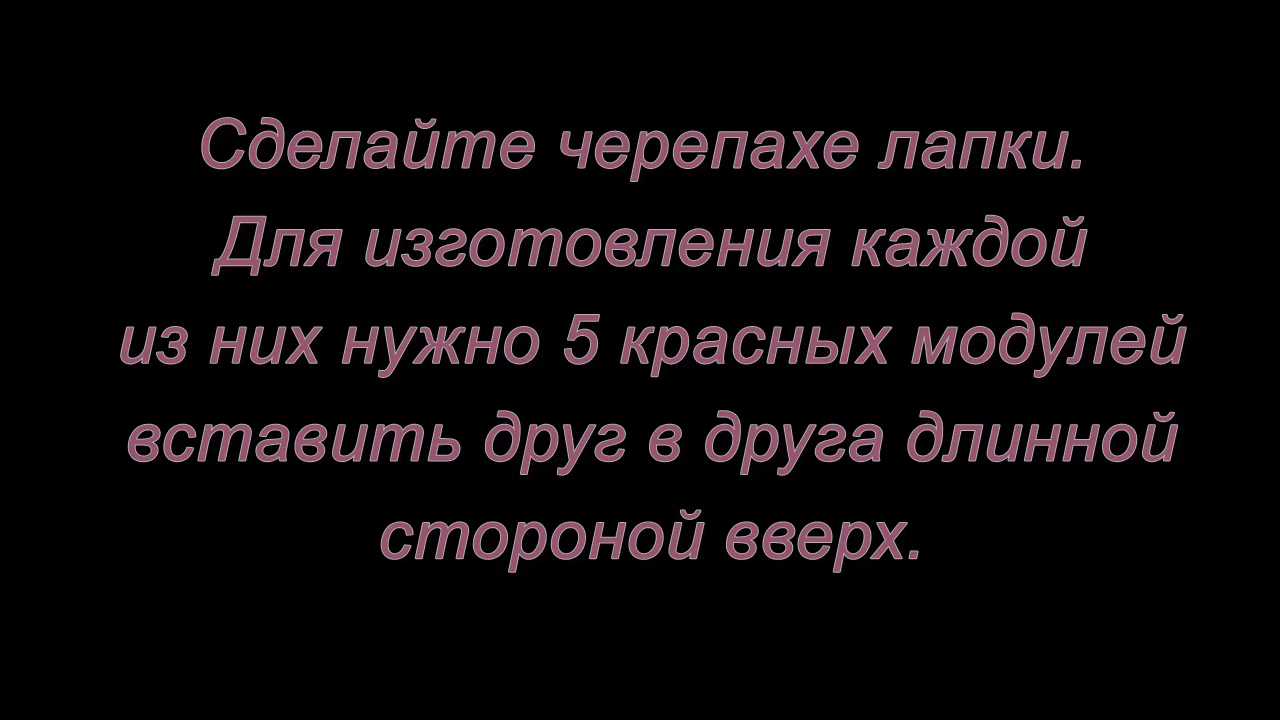 Сделайте черепахе лапки.
Для изготовления каждой
из них нужно 5 красных модулей
вставить друг в друга длинной
стороной вверх.